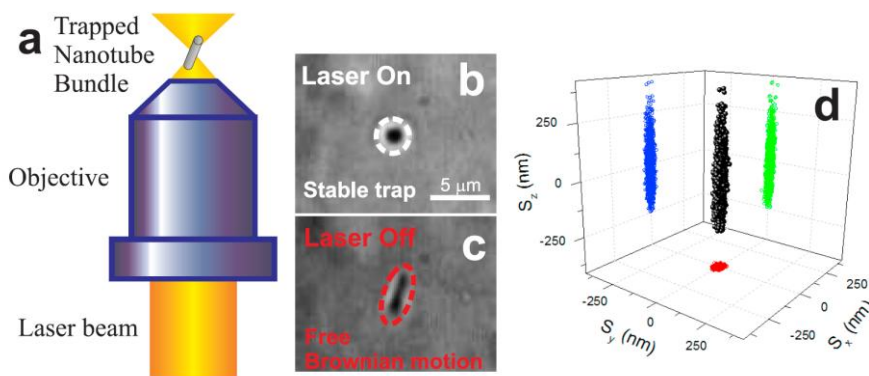 a
Trapped
Nanotube
Bundle
Objective
Laser beam
b
Laser On
Stable trap
5 μm
c
Laser Off
Free
Brownian motion
d
S_z (nm)
250
0
-250
-250
0
250
S_y (nm)
-250
0
250
S_x (nm)